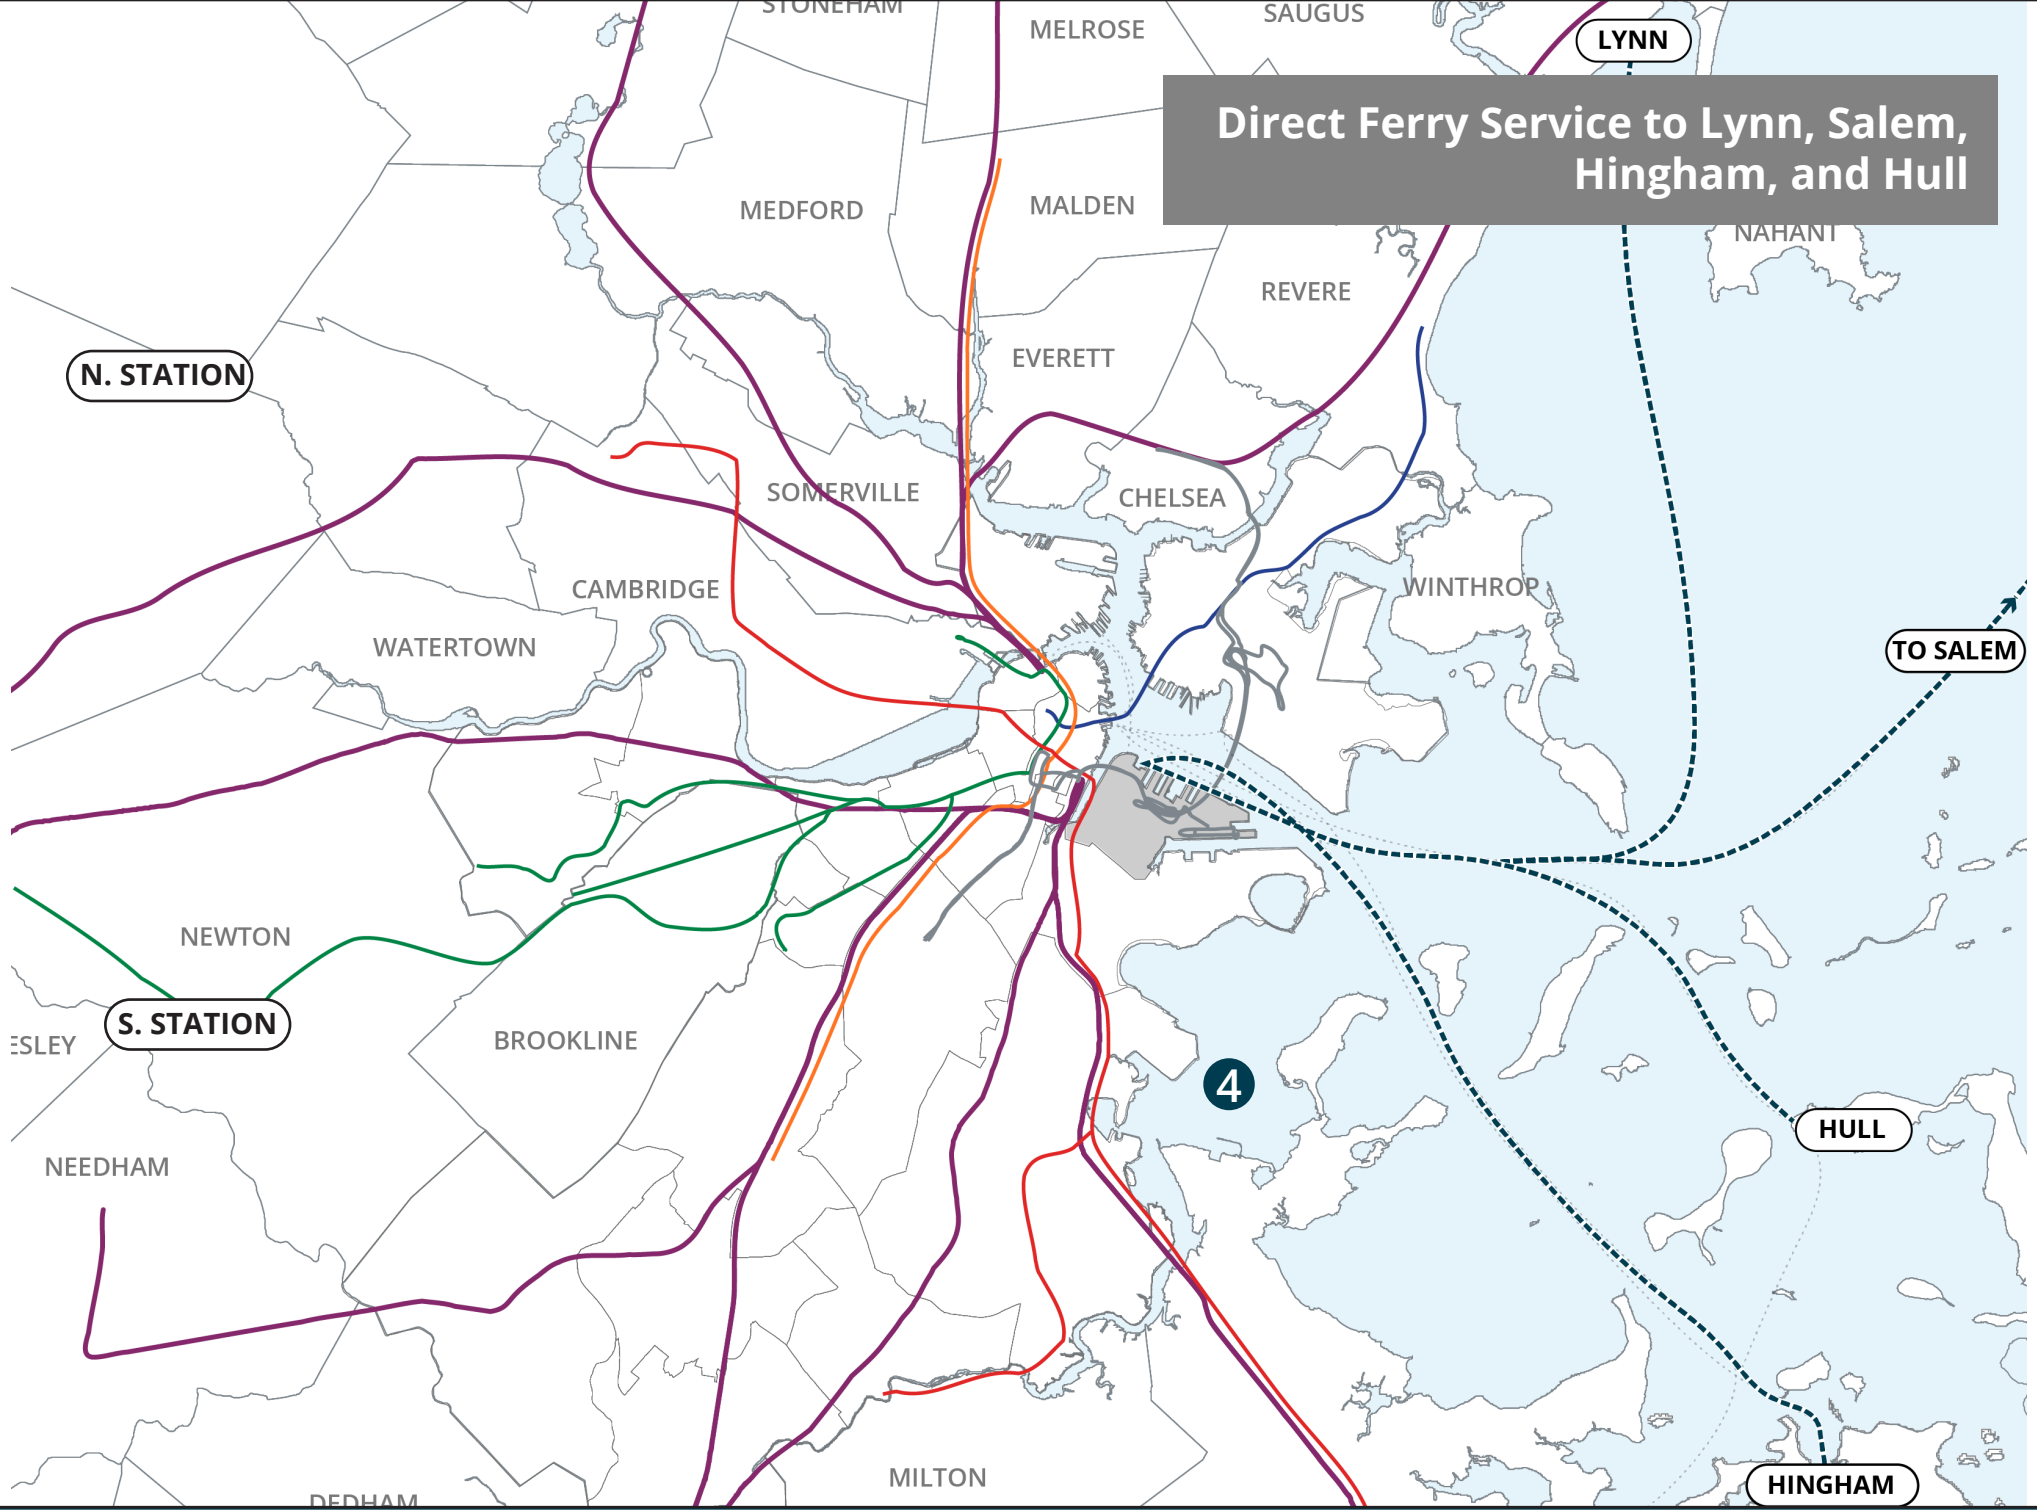 STONEHAM
MELROSE
SAUGUS
LYNN
Direct Ferry Service to Lynn, Salem,
Hingham, and Hull
MEDFORD
MALDEN
NAHANT
REVERE
EVERETT
N. STATION
SOMERVILLE
CHELSEA
CAMBRIDGE
WINTHROP
WATERTOWN
TO SALEM
NEWTON
S. STATION
ESLEY
BROOKLINE
4
HULL
NEEDHAM
MILTON
HINGHAM
DEDHAM